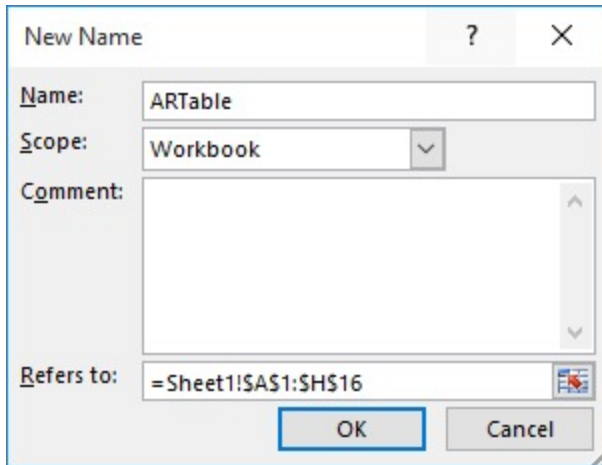 New Name ? ×
Name: ARTable
Scope: Workbook
Comment:
Refers to: =Sheet1!$A$1:$H$16
OK Cancel